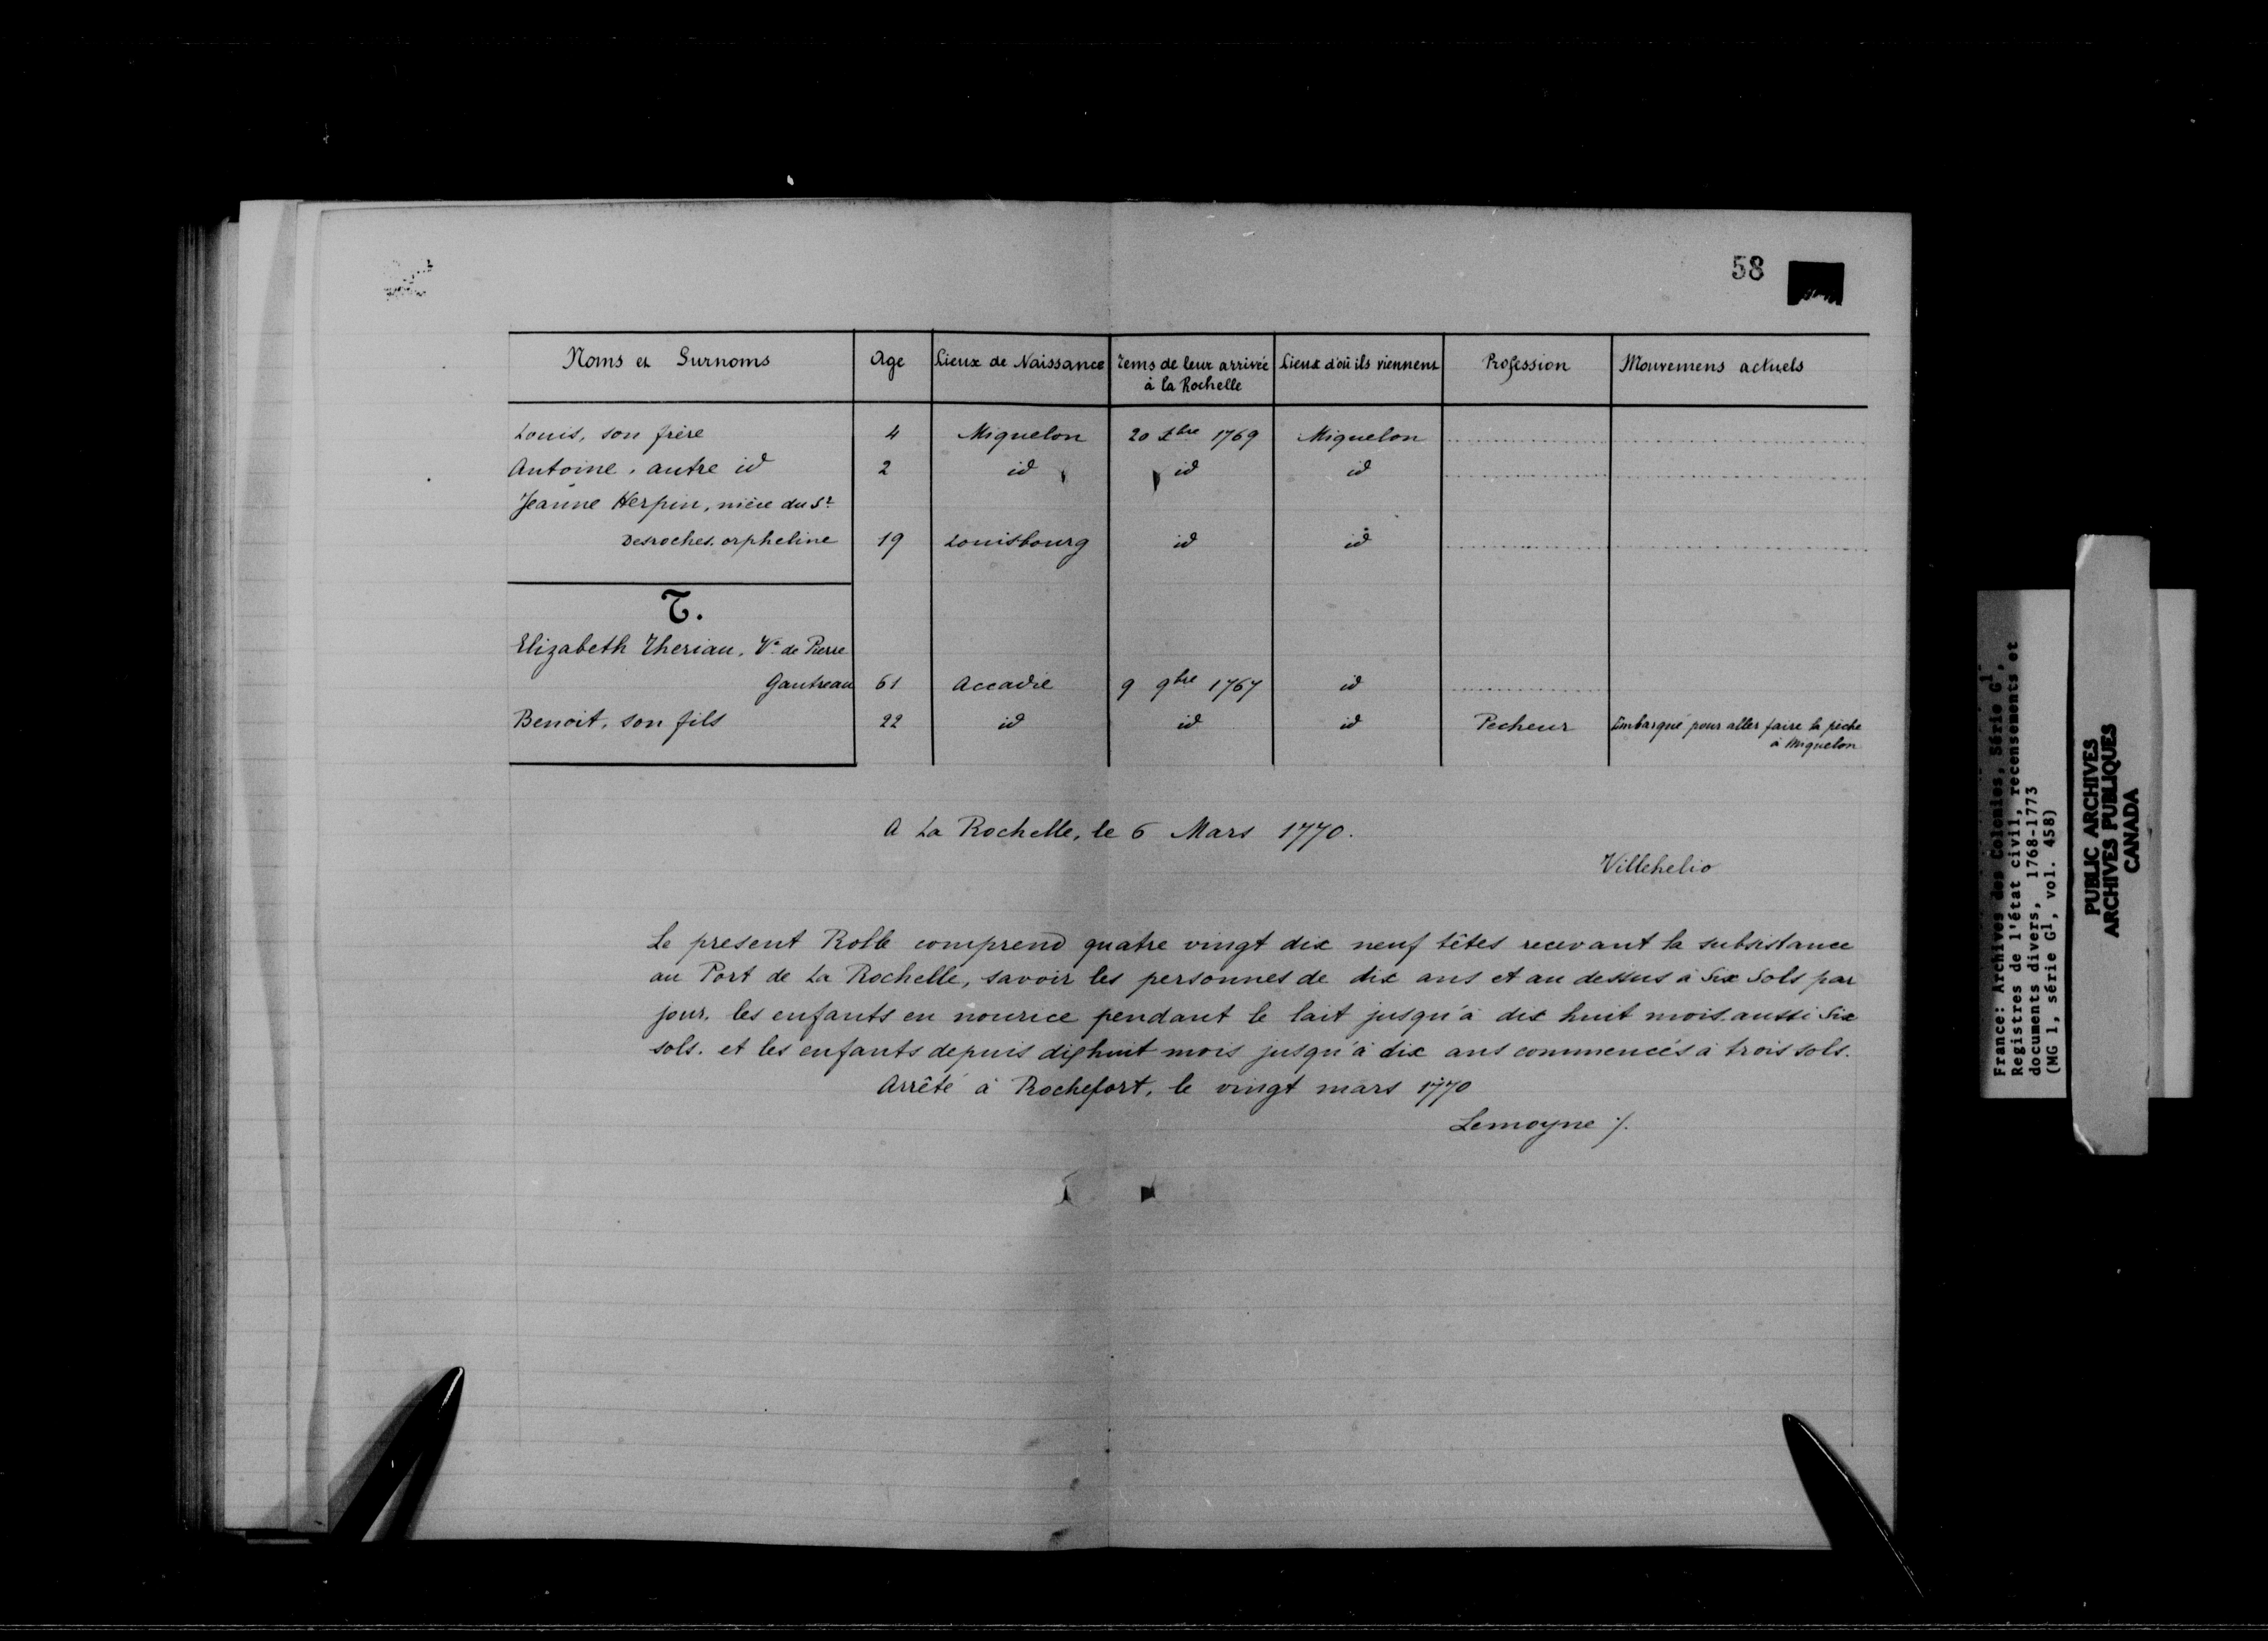 58
Noms et Surnoms Age Lieux de Naissance Tems de leur arrivée à la Rochelle Lieux d'où ils viennent Profession Mouvemens actuels
Louis, son frère 4 Miquelon 20 Xbre 1769 Miquelon
Antoine, autre id 2 id id id
Jeanne Herpin, nièce du Sr
Desroches. orpheline 19 Louisbourg id id
T.
Elizabeth Theriau, Ve de Pierre
Gautreau 61 Accadie 9 9bre 1767 id
Benoit, son fils 22 id id id Pecheur Embarqué pour aller faire la pêche
à Miquelon
A La Rochelle, le 6 Mars 1770.
Villehelio
Le present Rolle comprend quatre vingt dix neuf têtes recevant la subsistance
au Port de La Rochelle, savoir les personnes de dix ans et au dessus à Six Sols par
jour. les enfants en nourice pendant le lait jusqu'à dix huit mois. aussi Six
sols. et les enfants depuis dix huit mois jusqu'à dix ans commencés à trois sols.
Arrêté à Rochefort, le vingt mars 1770
Lemoyne /.
France: Archives des Colonies, Série G1,
Registres de l'état civil, recensements et
documents divers, 1768-1773
(MG 1, série G1, vol. 458)
PUBLIC ARCHIVES
ARCHIVES PUBLIQUES
CANADA